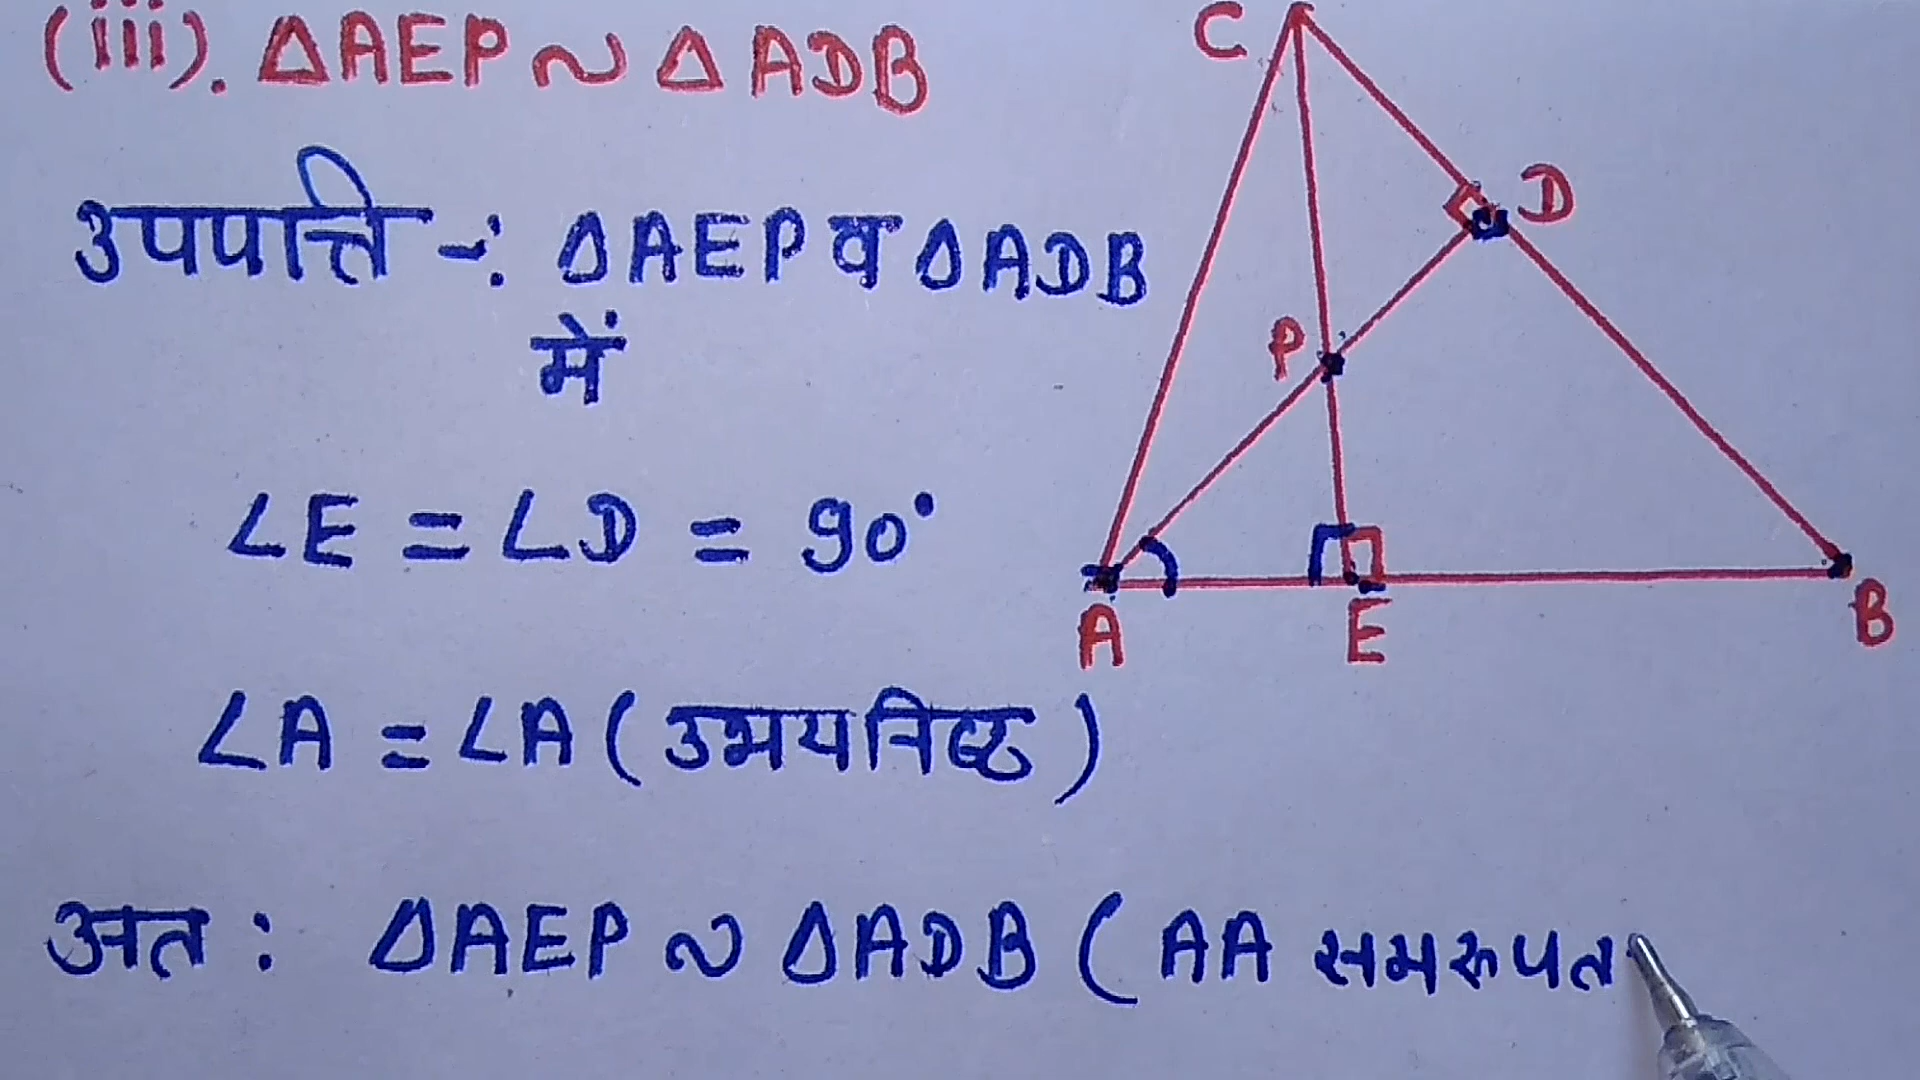 (iii). ΔAEP ~ ΔADB
उपपत्ति -: ΔAEP व ΔADB
में
∠E = ∠D = 90°
∠A = ∠A (उभयनिष्ठ)
अत: ΔAEP ~ ΔADB (AA समरूपत
C
D
P
A
E
B